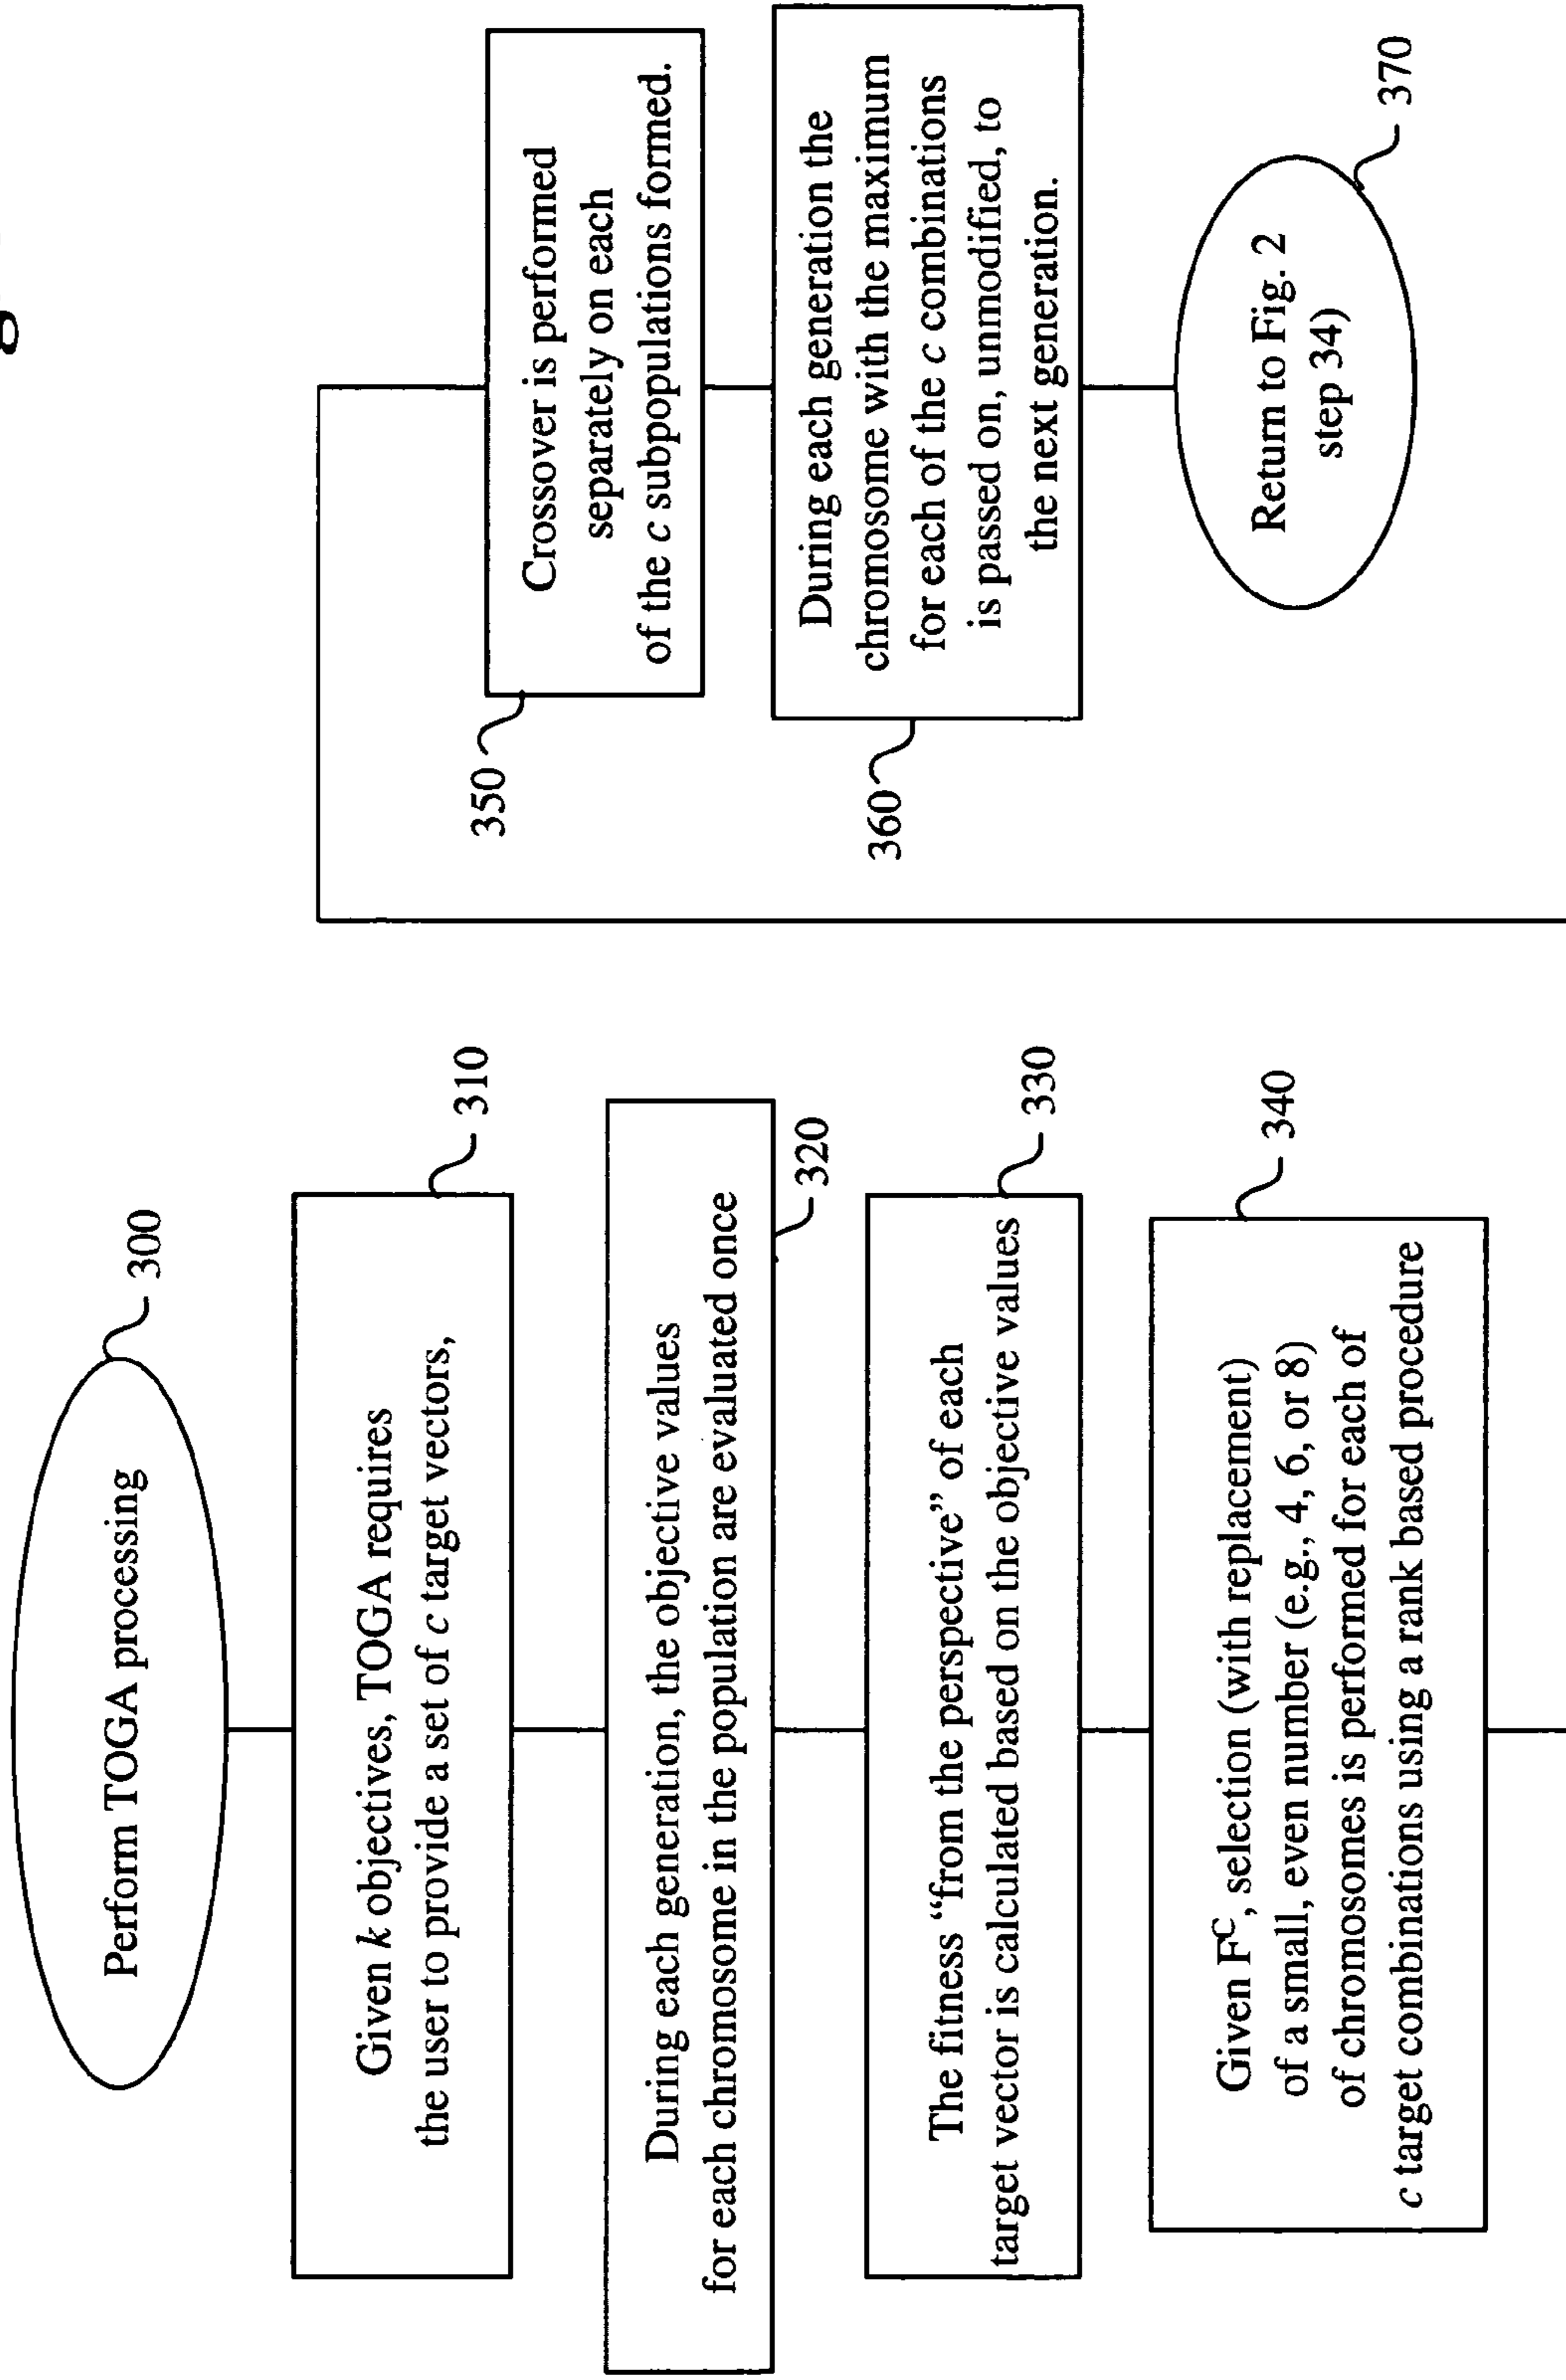 Perform TOGA processing
300
Given k objectives, TOGA requires
the user to provide a set of c target vectors,
310
During each generation, the objective values
for each chromosome in the population are evaluated once
320
The fitness “from the perspective” of each
target vector is calculated based on the objective values
330
Given F^C, selection (with replacement)
of a small, even number (e.g., 4, 6, or 8)
of chromosomes is performed for each of
c target combinations using a rank based procedure
340
Crossover is performed
separately on each
of the c subpopulations formed.
350
During each generation the
chromosome with the maximum
for each of the c combinations
is passed on, unmodified, to
the next generation.
360
Return to Fig. 2
step 34)
370